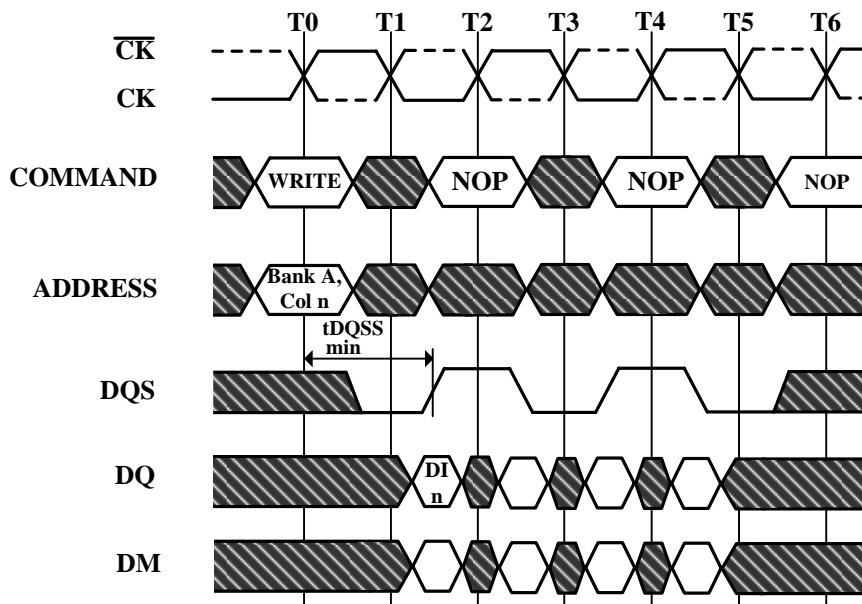 T0 T1 T2 T3 T4 T5 T6
CK
CK
COMMAND WRITE NOP NOP NOP
ADDRESS Bank A,
Col n
tDQSS
min
DQS
DQ DI
n
DM